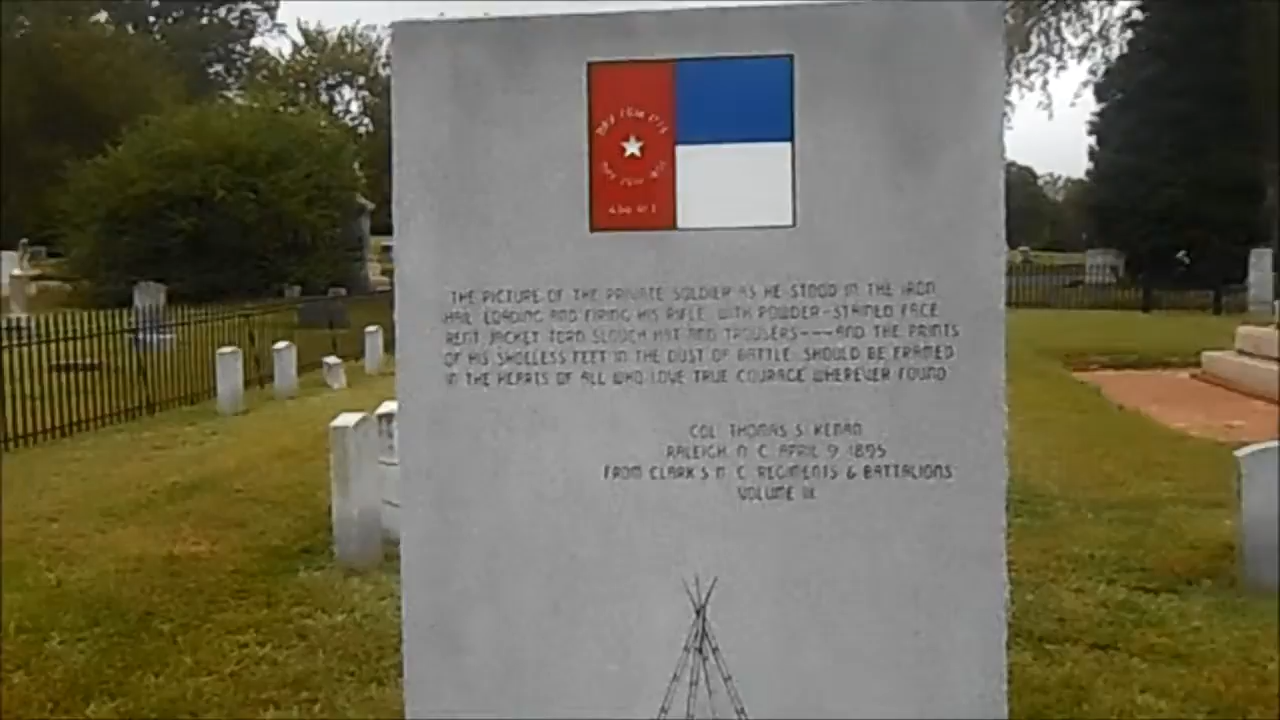 THE PICTURE OF THE PRIVATE SOLDIER AS HE STOOD IN THE IRON
HAIL LOADING AND FIRING HIS RIFLE, WITH POWDER-STAINED FACE
RENT JACKET TORN SLOUCH HAT AND TROUSERS---AND THE PRINTS
OF HIS SHOELESS FEET IN THE DUST OF BATTLE, SHOULD BE FRAMED
IN THE HEARTS OF ALL WHO LOVE TRUE COURAGE WHEREVER FOUND
COL. THOMAS S. KENAN
RALEIGH, N. C. APRIL 9, 1895
FROM CLARK'S N. C. REGIMENTS & BATTALIONS
VOLUME